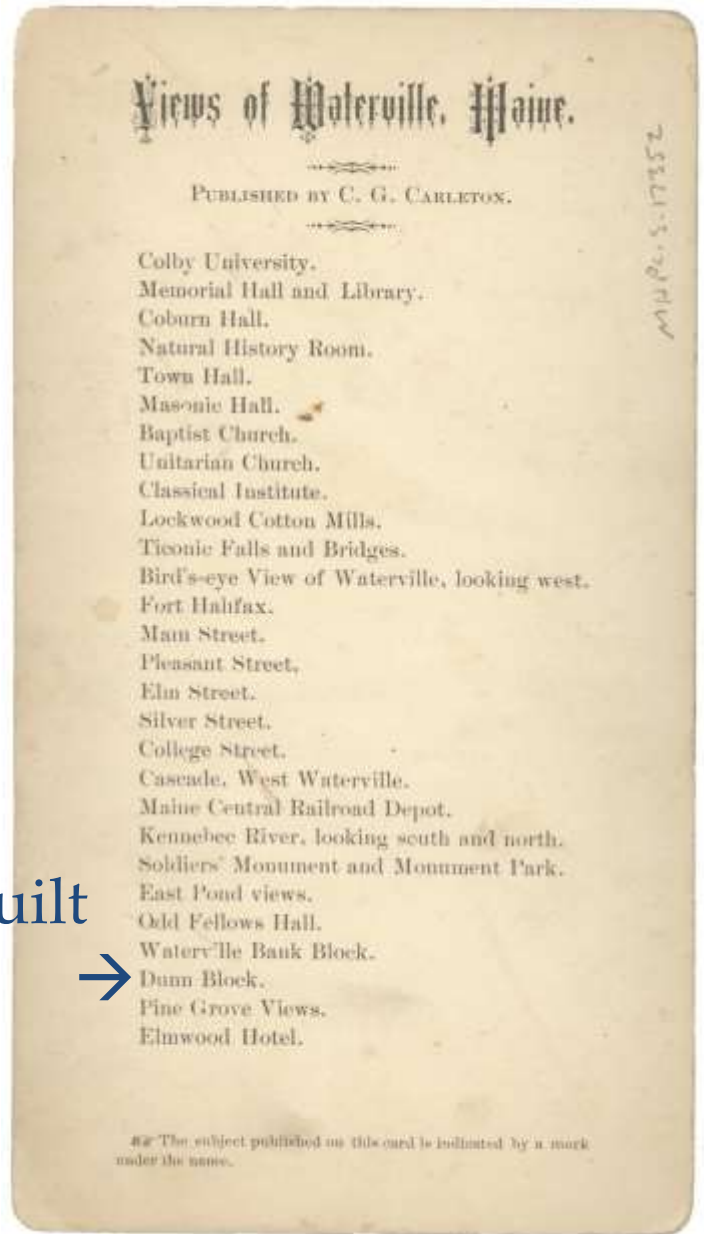 Views of Waterville, Maine.
PUBLISHED BY C. G. CARLETON.
Colby University.
Memorial Hall and Library.
Coburn Hall.
Natural History Room.
Town Hall.
Masonic Hall.
Baptist Church.
Unitarian Church.
Classical Institute.
Lockwood Cotton Mills.
Ticonic Falls and Bridges.
Bird's-eye View of Waterville, looking west.
Fort Halifax.
Main Street.
Pleasant Street.
Elm Street.
Silver Street.
College Street.
Cascade, West Waterville.
Maine Central Railroad Depot.
Kennebec River, looking south and north.
Soldiers' Monument and Monument Park.
East Pond views.
Odd Fellows Hall.
Waterv'lle Bank Block.
→ Dunn Block.
Pine Grove Views.
Elmwood Hotel.
The subject published on this card is indicated by a mark
under the name.
uilt